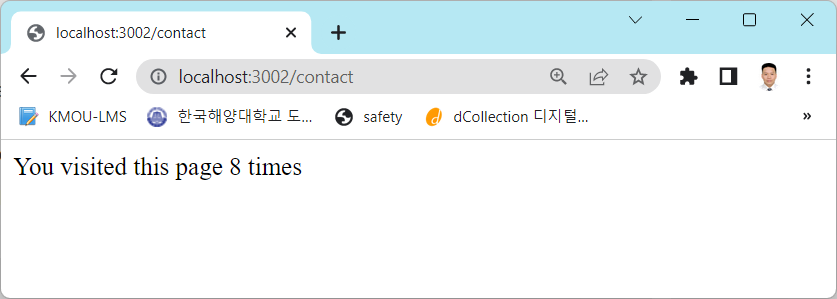 localhost:3002/contact
localhost:3002/contact
KMOU-LMS 한국해양대학교 도... safety dCollection 디지털... »
You visited this page 8 times